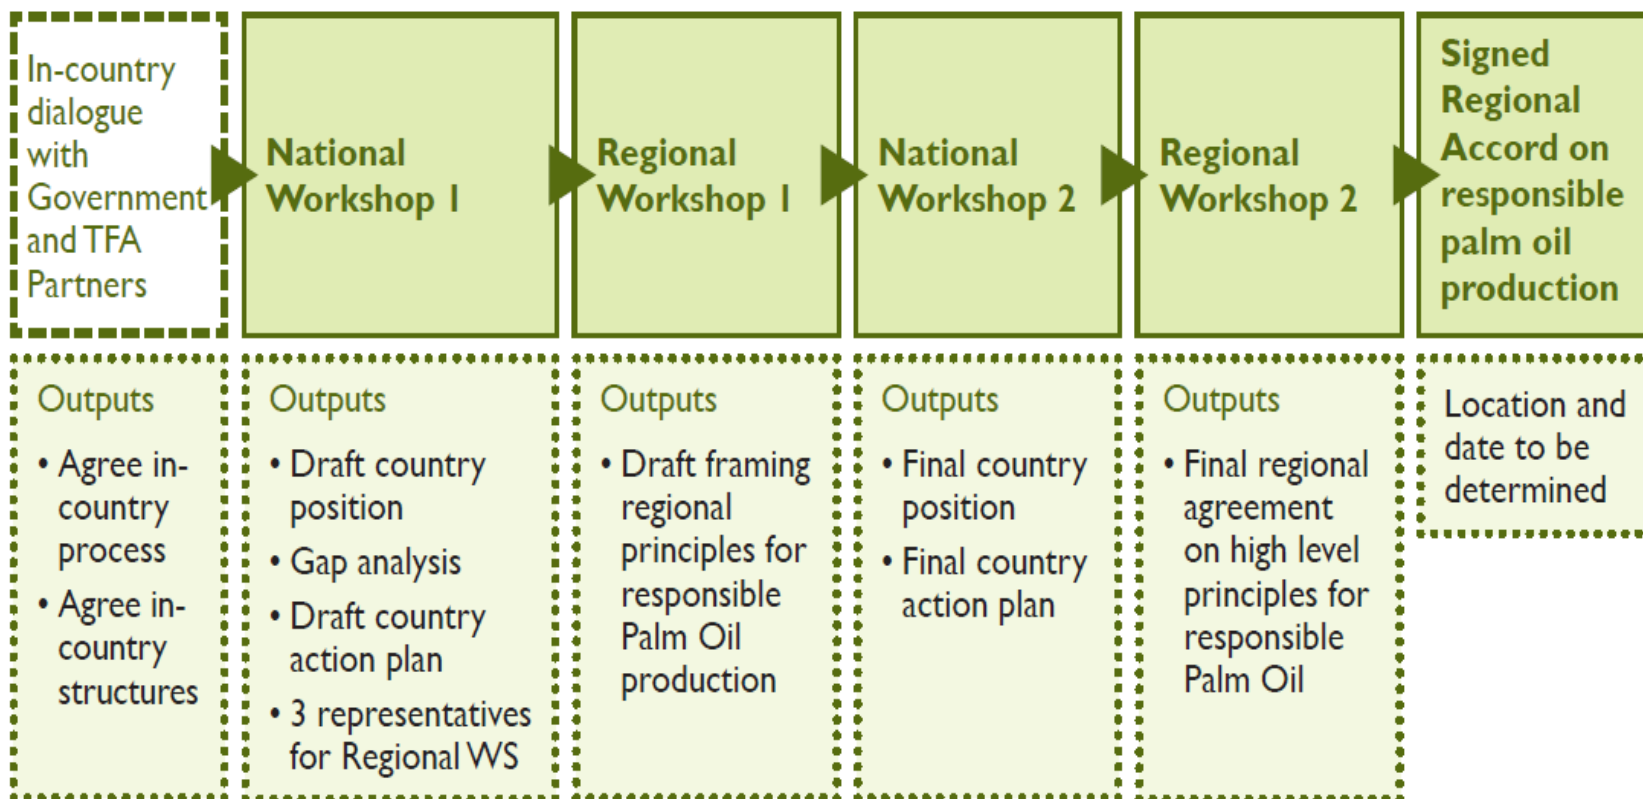 In-country
dialogue
with
Government
and TFA
Partners
National
Workshop 1
Regional
Workshop 1
National
Workshop 2
Regional
Workshop 2
Signed
Regional
Accord on
responsible
palm oil
production
Outputs
• Agree in-
country
process
• Agree in-
country
structures
Outputs
• Draft country
position
• Gap analysis
• Draft country
action plan
• 3 representatives
for Regional WS
Outputs
• Draft framing
regional
principles for
responsible
Palm Oil
production
Outputs
• Final country
position
• Final country
action plan
Outputs
• Final regional
agreement
on high level
principles for
responsible
Palm Oil
Location and
date to be
determined